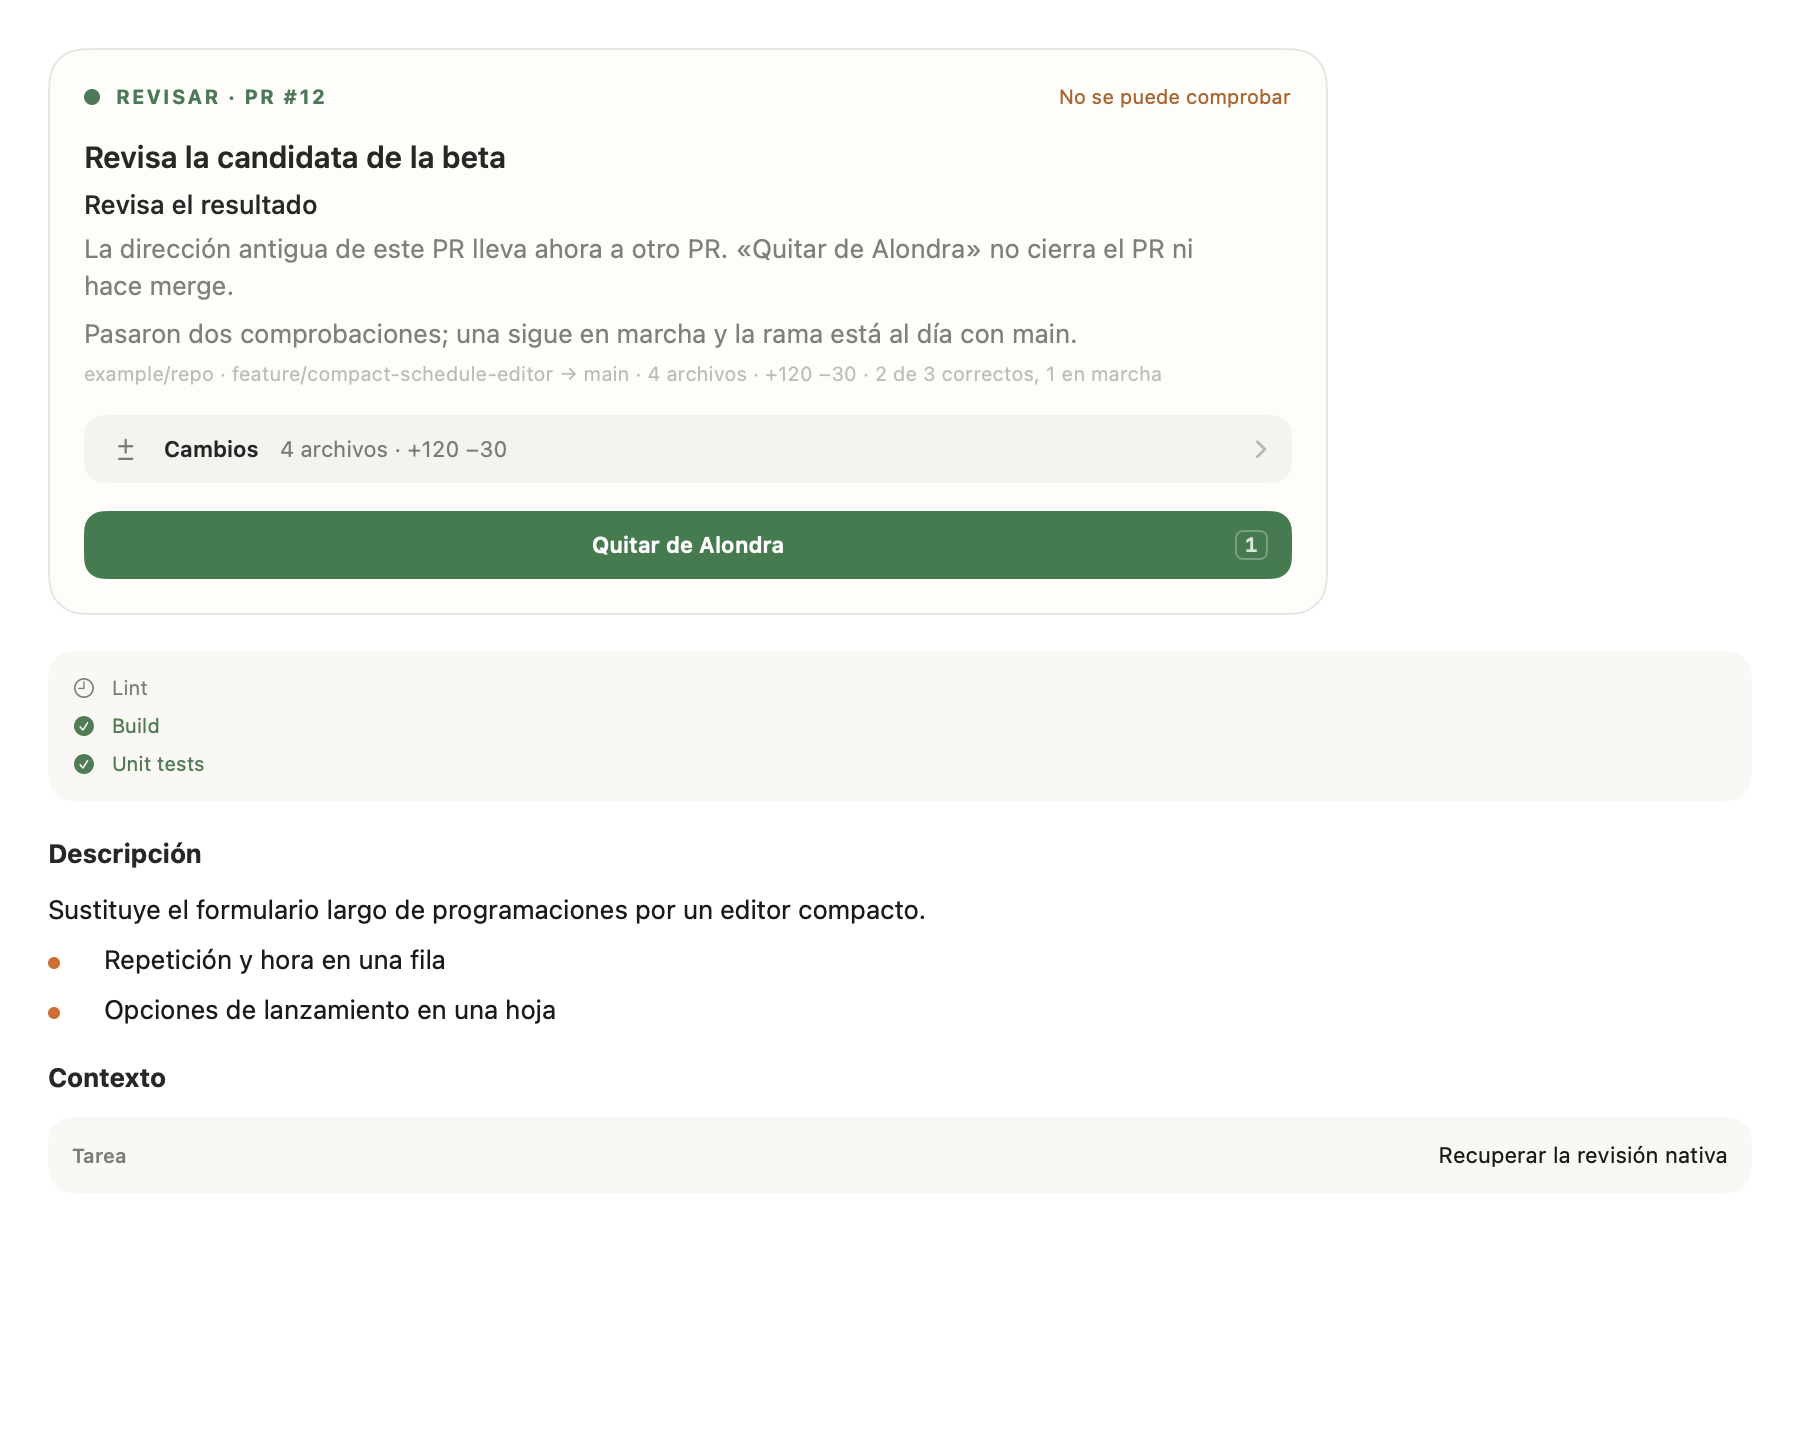 REVISAR · PR #12
No se puede comprobar
Revisa la candidata de la beta
Revisa el resultado
La dirección antigua de este PR lleva ahora a otro PR. «Quitar de Alondra» no cierra el PR ni
hace merge.
Pasaron dos comprobaciones; una sigue en marcha y la rama está al día con main.
example/repo · feature/compact-schedule-editor → main · 4 archivos · +120 −30 · 2 de 3 correctos, 1 en marcha
± Cambios 4 archivos · +120 −30
Quitar de Alondra 1
Lint
Build
Unit tests
Descripción
Sustituye el formulario largo de programaciones por un editor compacto.
Repetición y hora en una fila
Opciones de lanzamiento en una hoja
Contexto
Tarea
Recuperar la revisión nativa